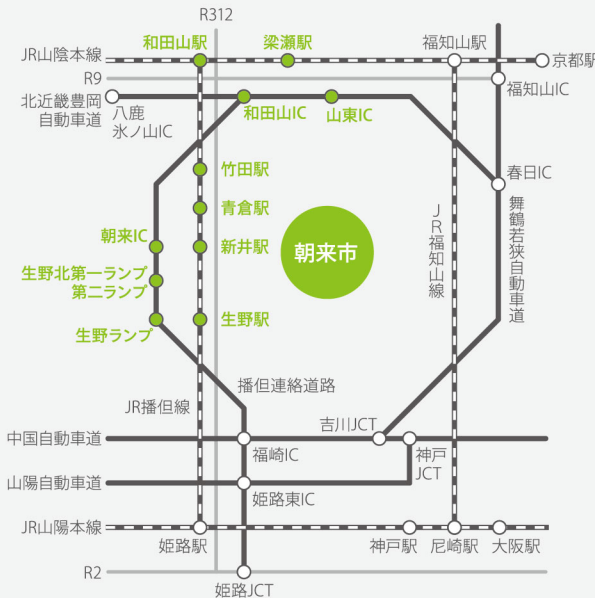 R312
JR山陰本線
和田山駅
梁瀬駅
福知山駅
京都駅
R9
福知山IC
北近畿豊岡
自動車道
八鹿
氷ノ山IC
和田山IC
山東IC
竹田駅
春日IC
青倉駅
朝来IC
新井駅
朝来市
JR福知山線
舞鶴若狭自動車道
生野北第一ランプ
第二ランプ
生野ランプ
生野駅
播但連絡道路
JR播但線
吉川JCT
中国自動車道
福崎IC
神戸
JCT
山陽自動車道
姫路東IC
JR山陽本線
姫路駅
神戸駅
尼崎駅
大阪駅
R2
姫路JCT